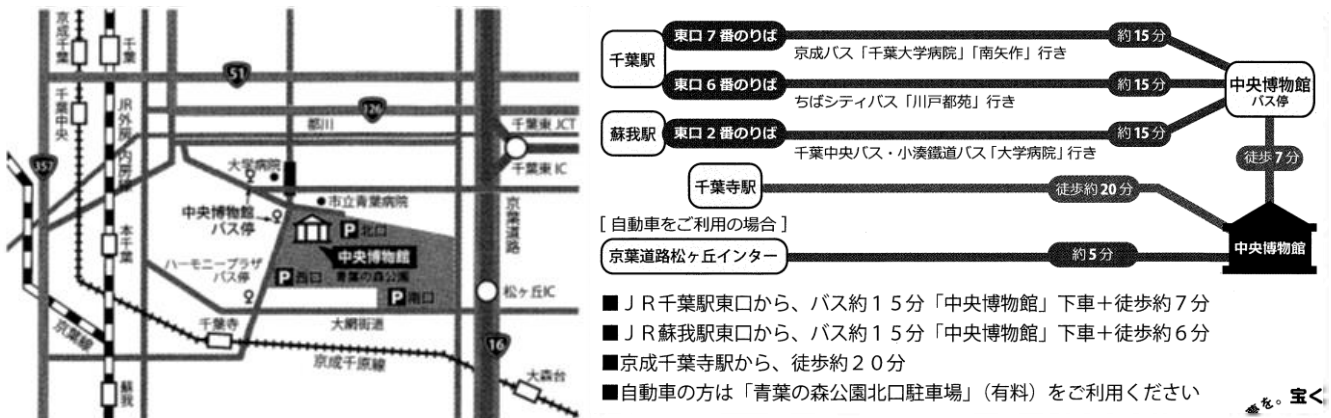 京成千葉
千葉
51
126
都川
千葉東JCT
千葉東IC
千葉中央
JR外房・内房線
357
大学病院
市立青葉病院
中央博物館
バス停
P北口
中央博物館
青葉の森公園
P西口
P南口
ハーモニープラザ
バス停
本千葉
京葉道路
松ヶ丘IC
大網街道
千葉寺
京葉線
京成千原線
16
大森台
蘇我
千葉駅
東口7番のりば
約15分
京成バス「千葉大学病院」「南矢作」行き
東口6番のりば
約15分
ちばシティバス「川戸都苑」行き
中央博物館
バス停
蘇我駅
東口2番のりば
約15分
千葉中央バス・小湊鐵道バス「大学病院」行き
徒歩7分
千葉寺駅
徒歩約20分
[自動車をご利用の場合]
京葉道路松ヶ丘インター
約5分
中央博物館
■JR千葉駅東口から、バス約15分「中央博物館」下車+徒歩約7分
■JR蘇我駅東口から、バス約15分「中央博物館」下車+徒歩約6分
■京成千葉寺駅から、徒歩約20分
■自動車の方は「青葉の森公園北口駐車場」(有料)をご利用ください
を。宝く